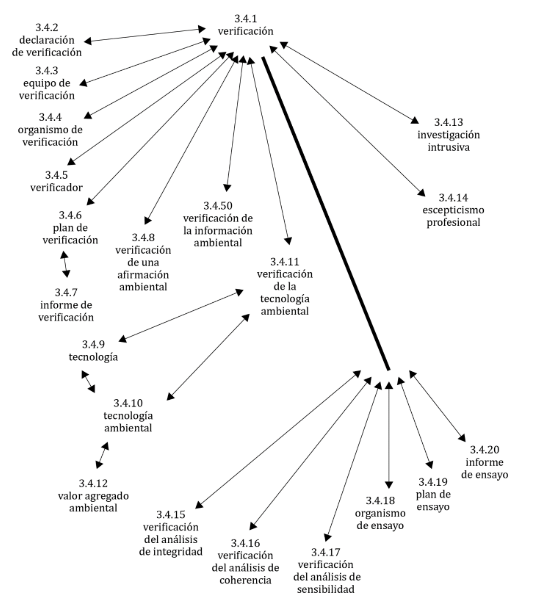 3.4.1
verificación
3.4.2
declaración
de verificación
3.4.3
equipo de
verificación
3.4.4
organismo de
verificación
3.4.5
verificador
3.4.6
plan de
verificación
3.4.7
informe de
verificación
3.4.8
verificación
de una
afirmación
ambiental
3.4.50
verificación de
la información
ambiental
3.4.11
verificación
de la
tecnología
ambiental
3.4.13
investigación
intrusiva
3.4.14
escepticismo
profesional
3.4.9
tecnología
3.4.10
tecnología
ambiental
3.4.12
valor agregado
ambiental
3.4.15
verificación
del análisis
de integridad
3.4.16
verificación
del análisis de
coherencia
3.4.17
verificación
del análisis de
sensibilidad
3.4.18
organismo
de ensayo
3.4.19
plan de
ensayo
3.4.20
informe
de ensayo